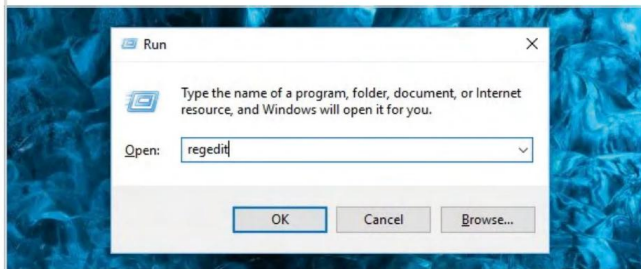 Run
Type the name of a program, folder, document, or Internet
resource, and Windows will open it for you.
Open:
regedit
OK
Cancel
Browse...